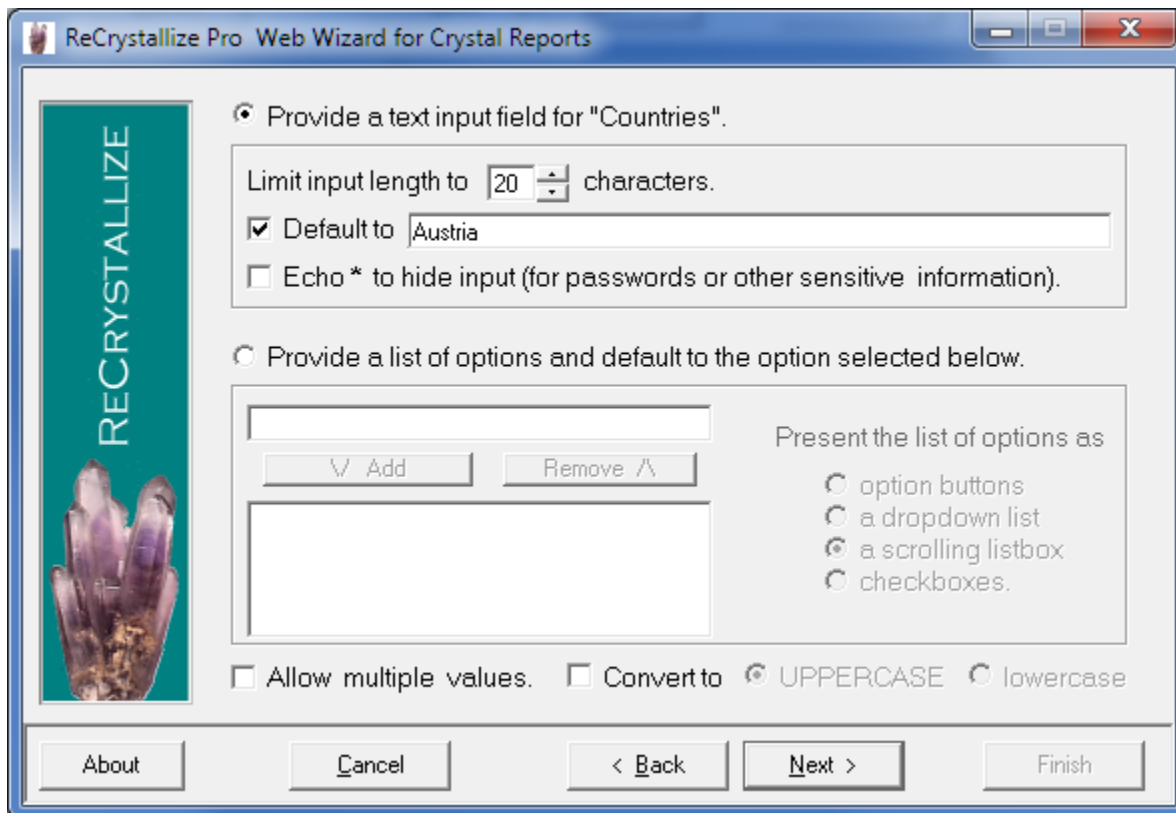 ReCrystallize Pro Web Wizard for Crystal Reports
RECRYSTALLIZE
Provide a text input field for "Countries".
Limit input length to 20 characters.
Default to Austria
Echo * to hide input (for passwords or other sensitive information).
Provide a list of options and default to the option selected below.
\/ Add Remove /\
Present the list of options as
option buttons
a dropdown list
a scrolling listbox
checkboxes.
Allow multiple values. Convert to UPPERCASE lowercase
About Cancel < Back Next > Finish